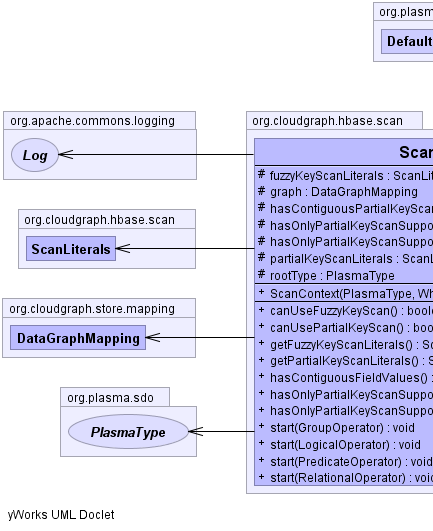 org.plasma
Default
org.apache.commons.logging
Log
org.cloudgraph.hbase.scan
ScanLiterals
org.cloudgraph.store.mapping
DataGraphMapping
org.plasma.sdo
PlasmaType
org.cloudgraph.hbase.scan
Scan
# fuzzyKeyScanLiterals : ScanLit
# graph : DataGraphMapping
# hasContiguousPartialKeyScan
# hasOnlyPartialKeyScanSuppo
# hasOnlyPartialKeyScanSuppo
# partialKeyScanLiterals : ScanL
# rootType : PlasmaType
+ ScanContext(PlasmaType, Wh
+ canUseFuzzyKeyScan() : boole
+ canUsePartialKeyScan() : boo
+ getFuzzyKeyScanLiterals() : Sc
+ getPartialKeyScanLiterals() : S
+ hasContiguousFieldValues() :
+ hasOnlyPartialKeyScanSuppo
+ hasOnlyPartialKeyScanSuppo
+ start(GroupOperator) : void
+ start(LogicalOperator) : void
+ start(PredicateOperator) : void
+ start(RelationalOperator) : void
yWorks UML Doclet